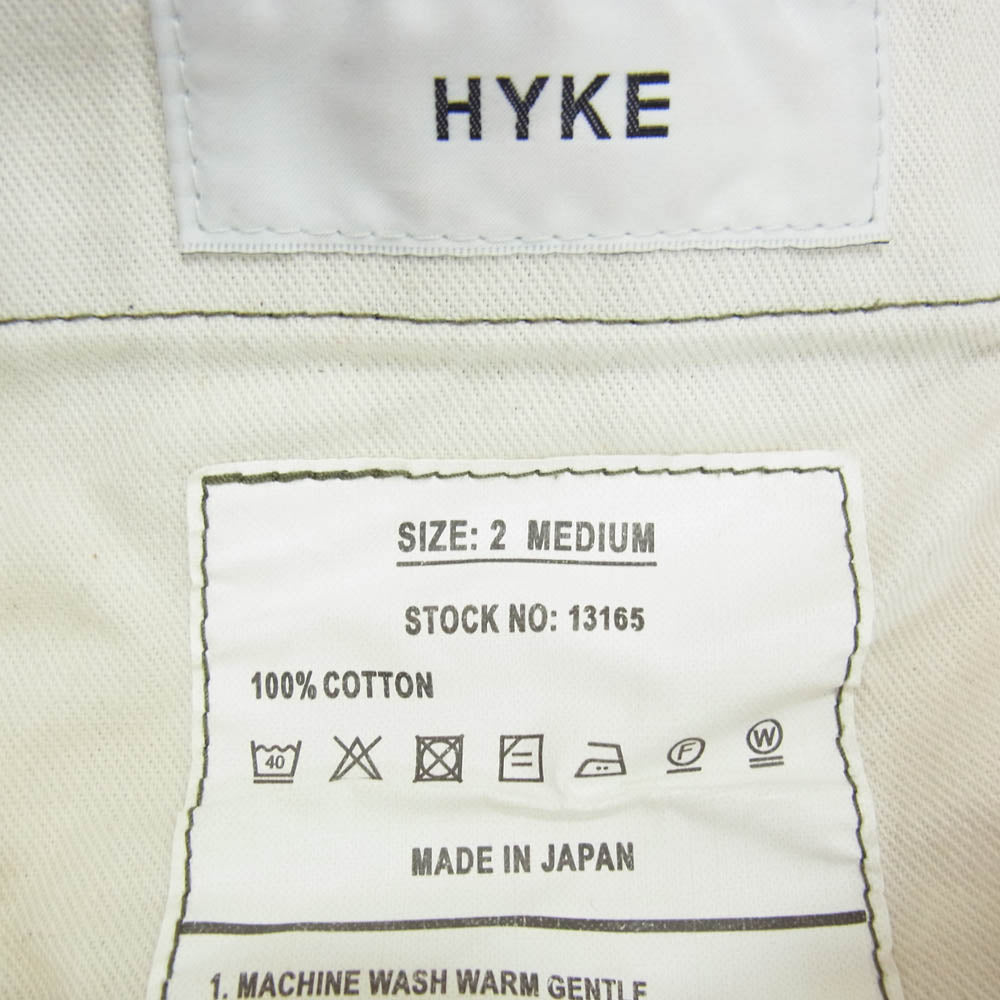 HYKE
SIZE: 2 MEDIUM
STOCK NO: 13165
100% COTTON
40 F W
MADE IN JAPAN
1. MACHINE WASH WARM GENTLE